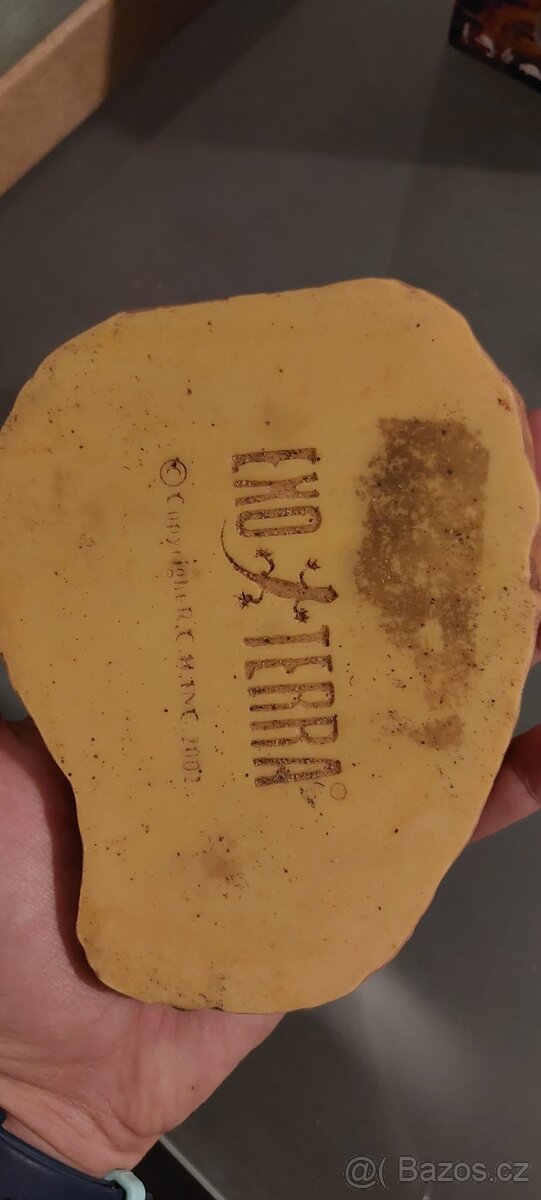 EXO TERRA®
© Copyright R.C.H.INC. 2002
@( Bazos.cz